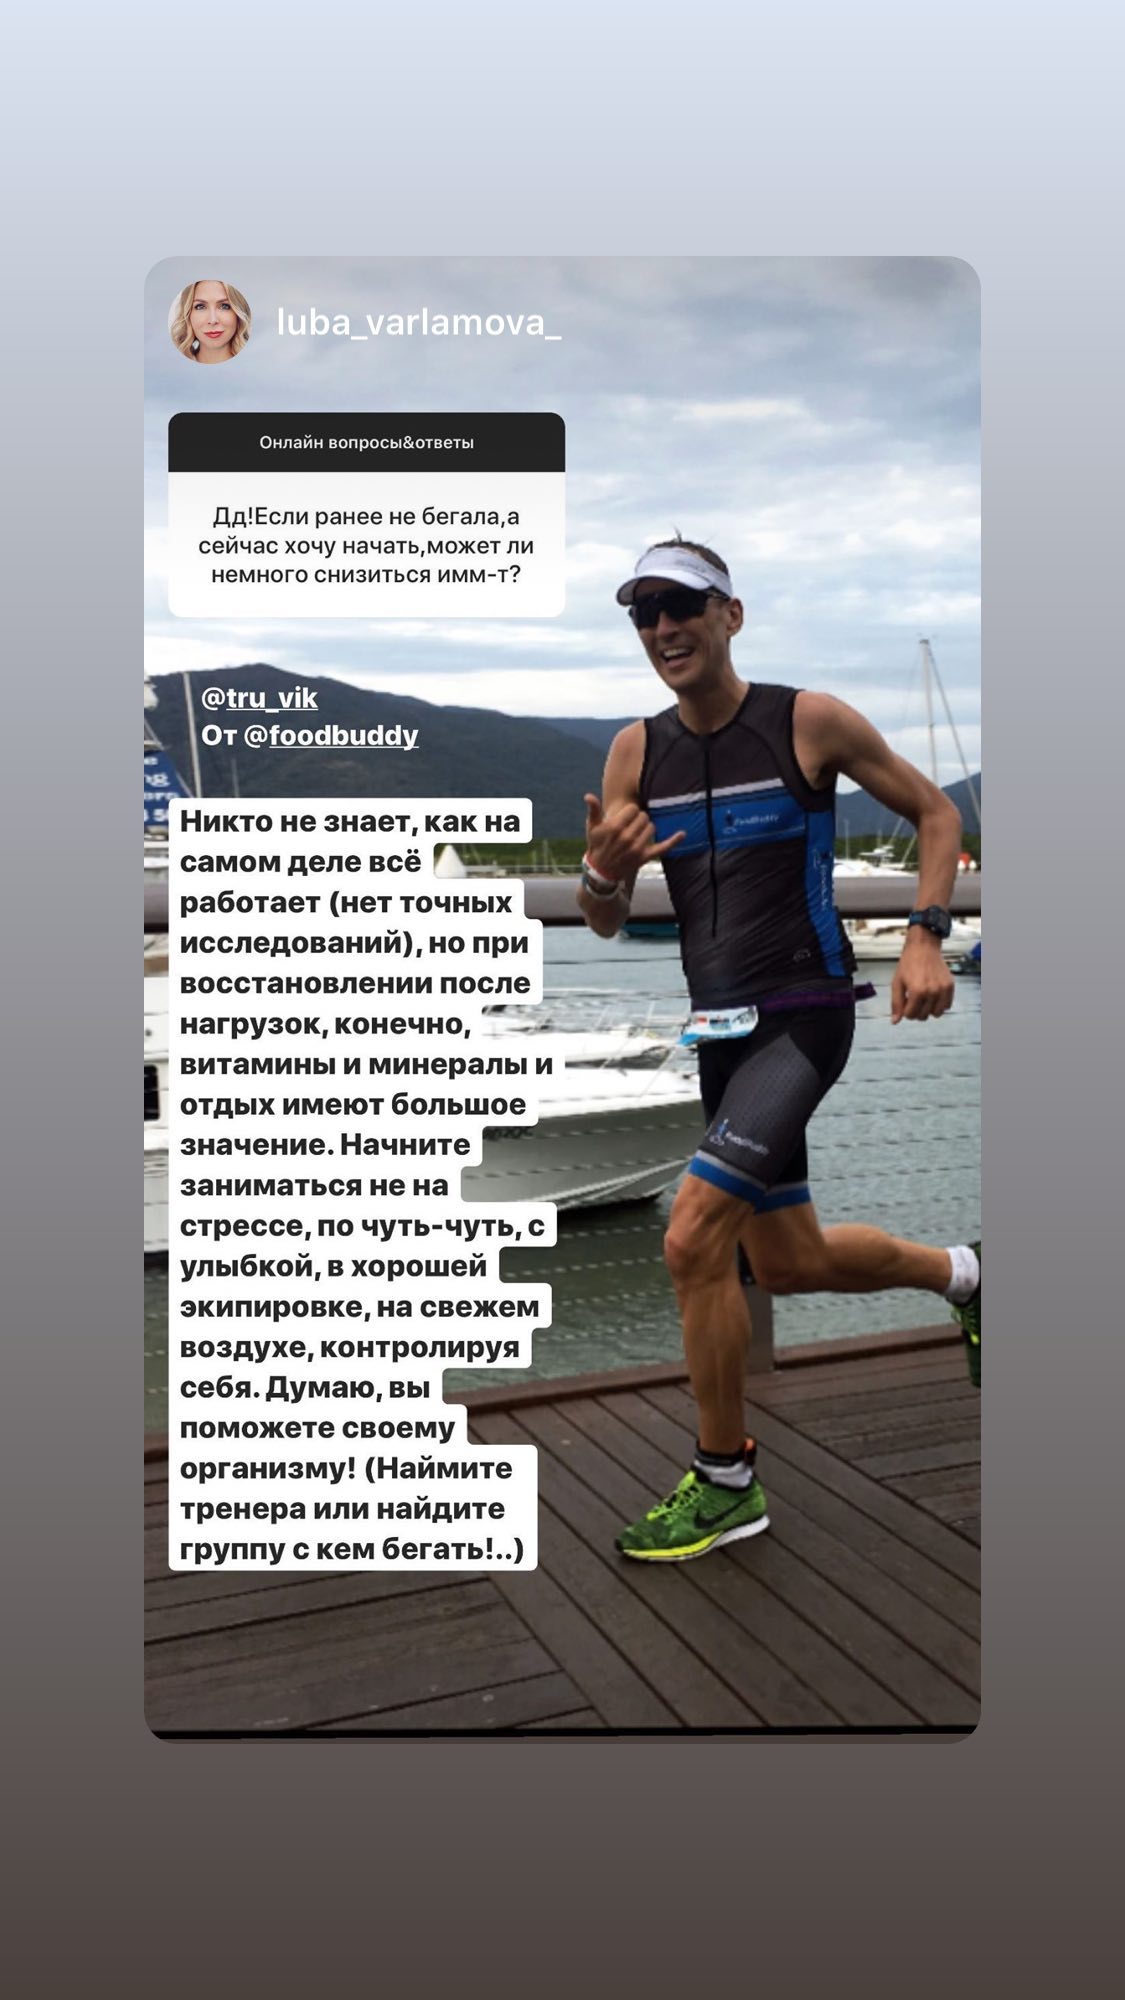 luba_varlamova_
Онлайн вопросы&ответы
Дд!Если ранее не бегала,а
сейчас хочу начать,может ли
немного снизиться имм-т?
@tru_vik
От @foodbuddy
Никто не знает, как на
самом деле всё
работает (нет точных
исследований), но при
восстановлении после
нагрузок, конечно,
витамины и минералы и
отдых имеют большое
значение. Начните
заниматься не на
стрессе, по чуть-чуть, с
улыбкой, в хорошей
экипировке, на свежем
воздухе, контролируя
себя. Думаю, вы
поможете своему
организму! (Наймите
тренера или найдите
группу с кем бегать!..)
FoodBuddy